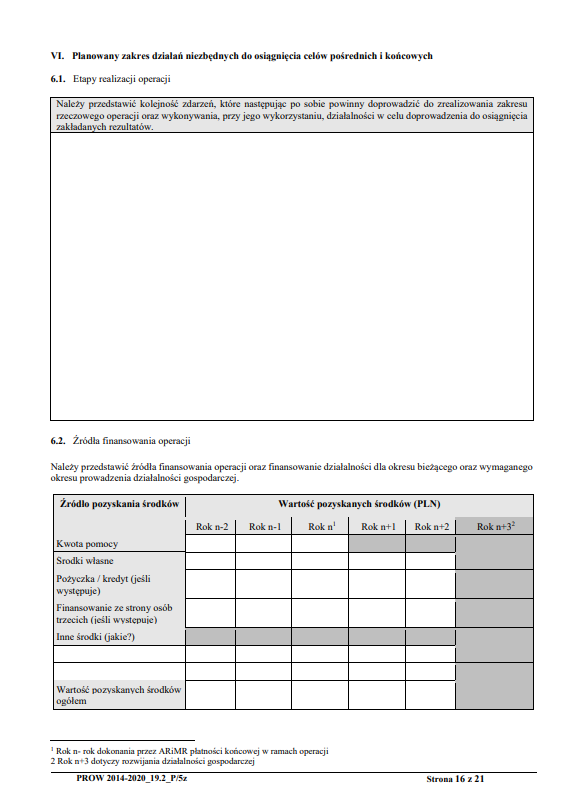 VI. Planowany zakres działań niezbędnych do osiągnięcia celów pośrednich i końcowych
6.1. Etapy realizacji operacji
Należy przedstawić kolejność zdarzeń, które następując po sobie powinny doprowadzić do zrealizowania zakresu
rzeczowego operacji oraz wykonywania, przy jego wykorzystaniu, działalności w celu doprowadzenia do osiągnięcia
zakładanych rezultatów.
6.2. Źródła finansowania operacji
Należy przedstawić źródła finansowania operacji oraz finansowanie działalności dla okresu bieżącego oraz wymaganego
okresu prowadzenia działalności gospodarczej.
Źródło pozyskania środków Wartość pozyskanych środków (PLN)
Rok n-2 Rok n-1 Rok n¹ Rok n+1 Rok n+2 Rok n+3²
Kwota pomocy
Środki własne
Pożyczka / kredyt (jeśli
występuje)
Finansowanie ze strony osób
trzecich (jeśli występuje)
Inne środki (jakie?)
Wartość pozyskanych środków
ogółem
¹ Rok n- rok dokonania przez ARiMR płatności końcowej w ramach operacji
2 Rok n+3 dotyczy rozwijania działalności gospodarczej
PROW 2014-2020_19.2_P/5z Strona 16 z 21